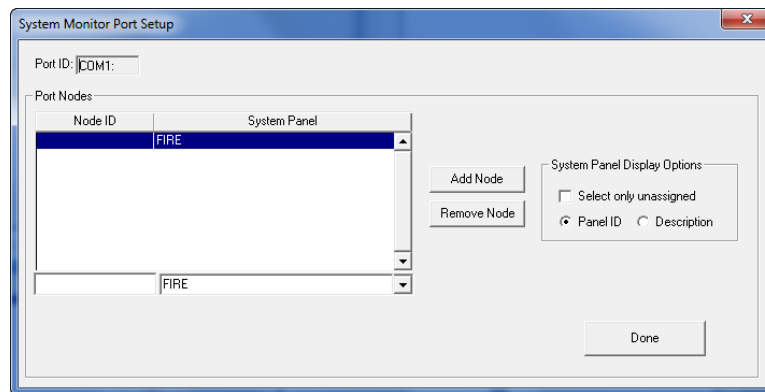 System Monitor Port Setup
Port ID: COM1:
Port Nodes
Node ID System Panel
FIRE
Add Node
Remove Node
System Panel Display Options
Select only unassigned
Panel ID Description
FIRE
Done